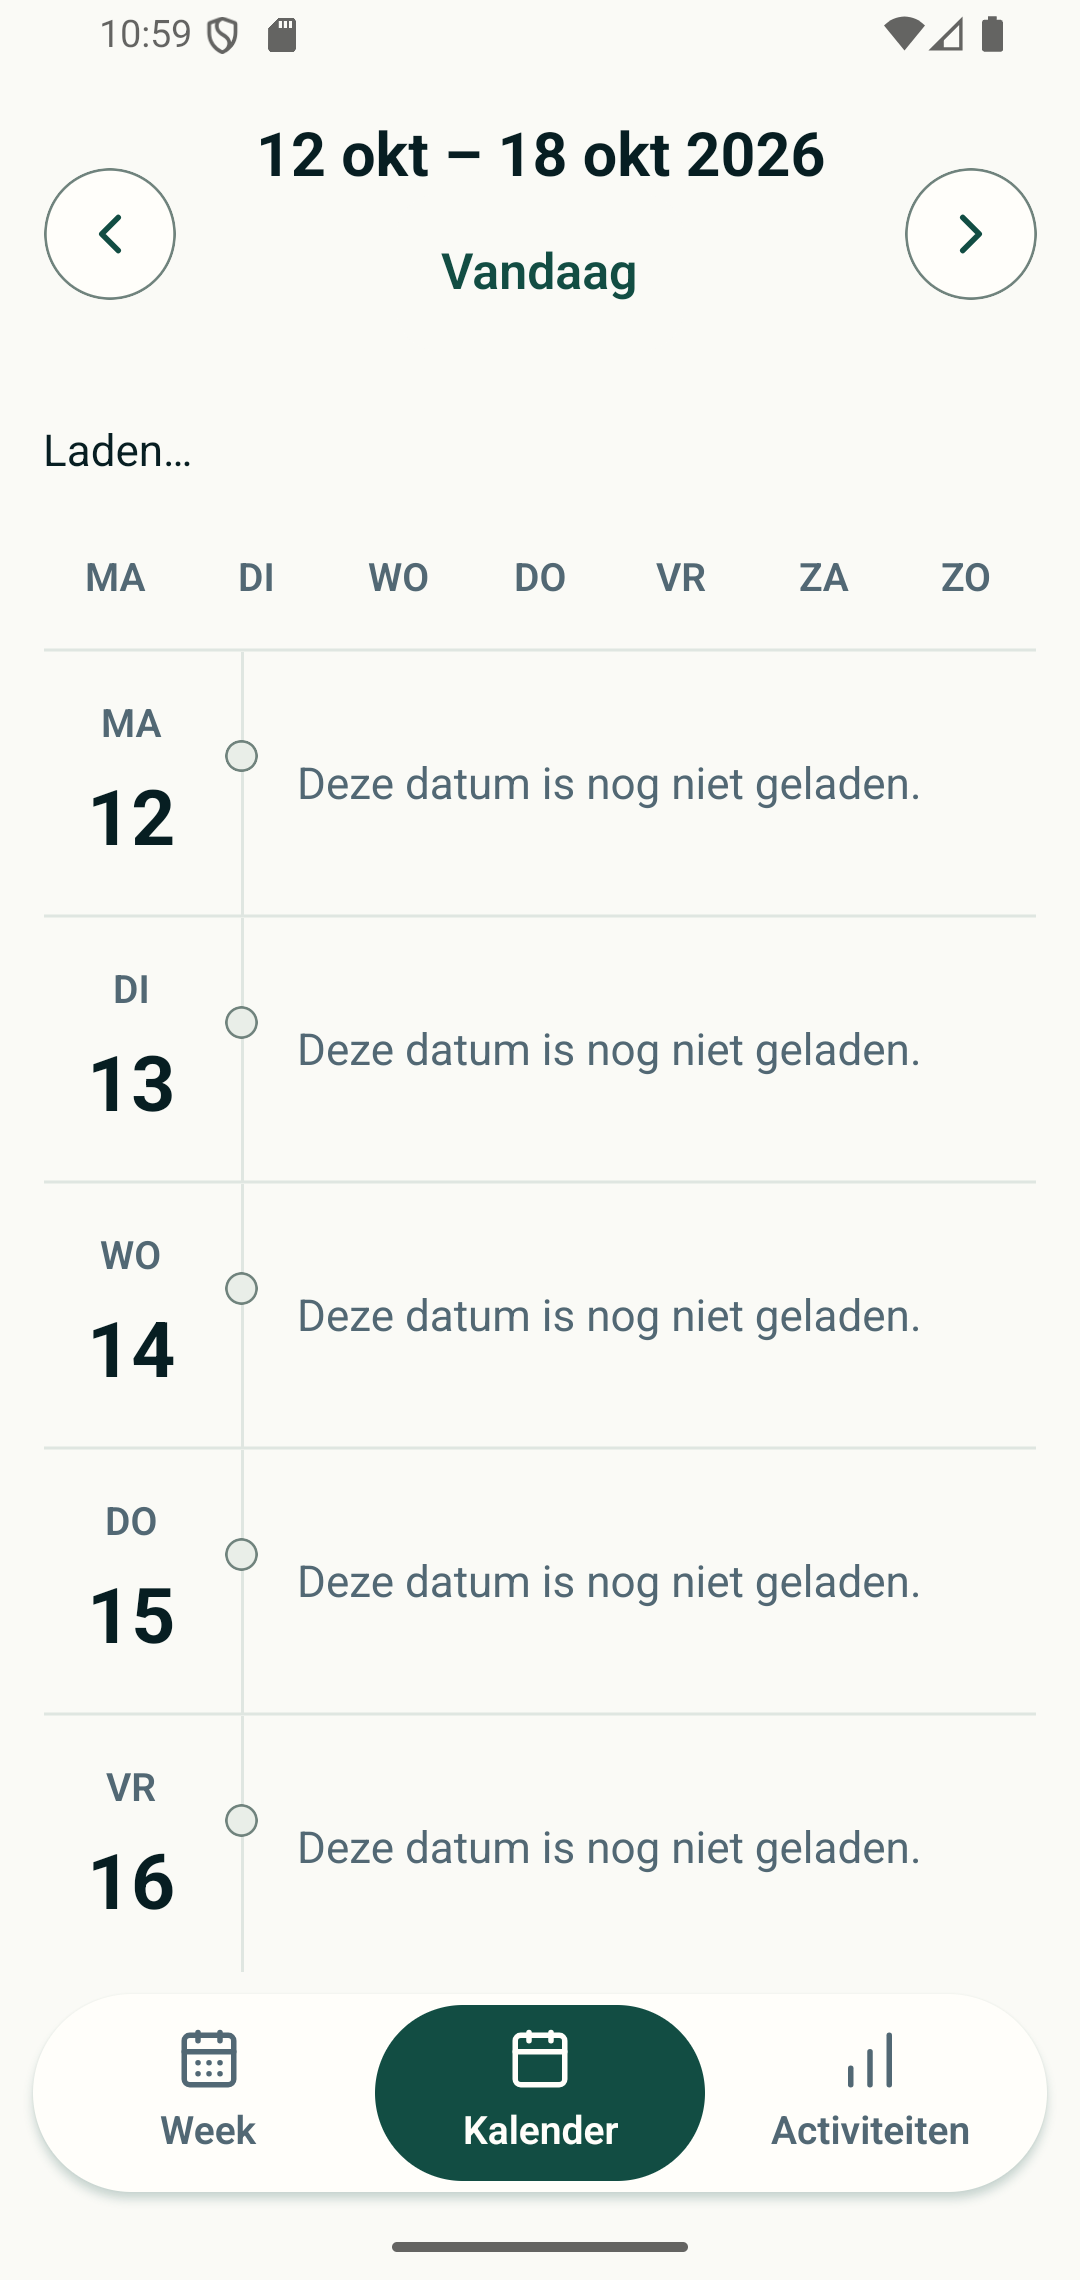 10:59
12 okt – 18 okt 2026
Vandaag
Laden...
MA DI WO DO VR ZA ZO
MA
12
Deze datum is nog niet geladen.
DI
13
Deze datum is nog niet geladen.
WO
14
Deze datum is nog niet geladen.
DO
15
Deze datum is nog niet geladen.
VR
16
Deze datum is nog niet geladen.
Week Kalender Activiteiten